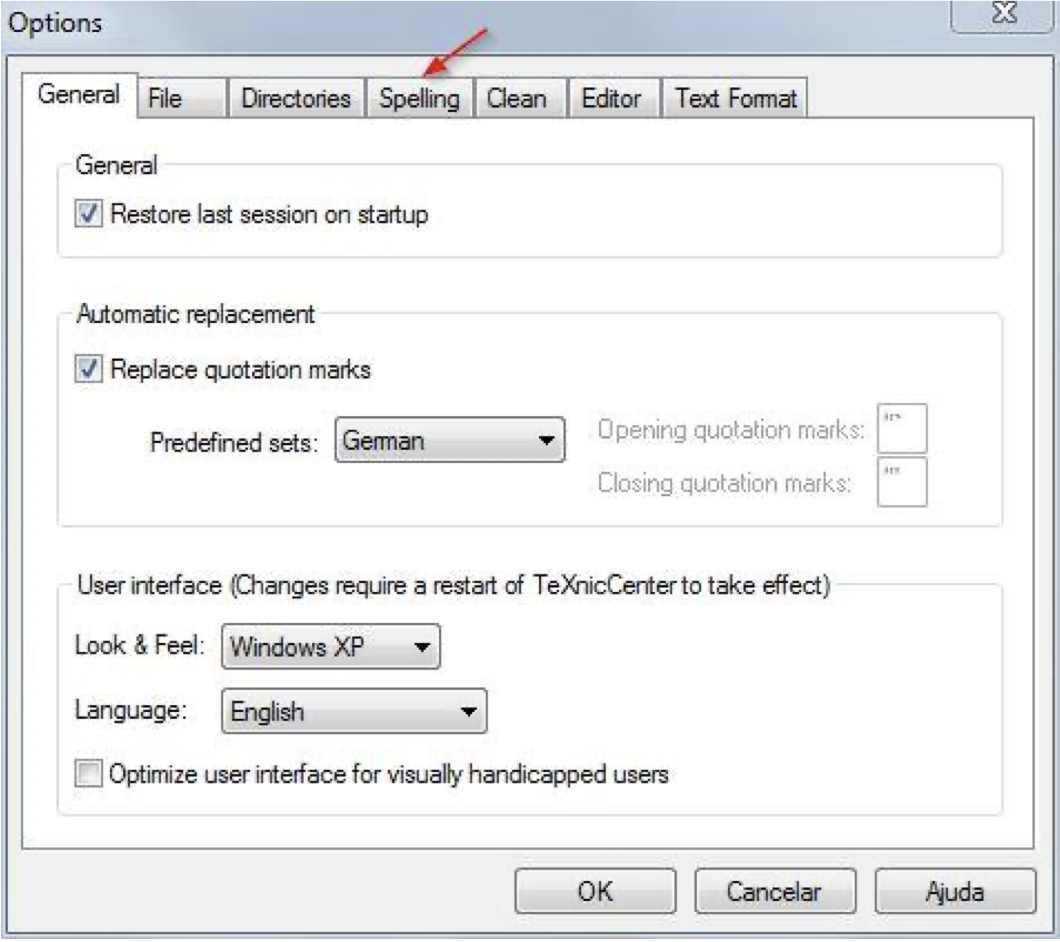 Options
General File Directories Spelling Clean Editor Text Format
General
Restore last session on startup
Automatic replacement
Replace quotation marks
Predefined sets: German
Opening quotation marks:
Closing quotation marks:
User interface (Changes require a restart of TeXnicCenter to take effect)
Look & Feel: Windows XP
Language: English
Optimize user interface for visually handicapped users
OK Cancelar Ajuda